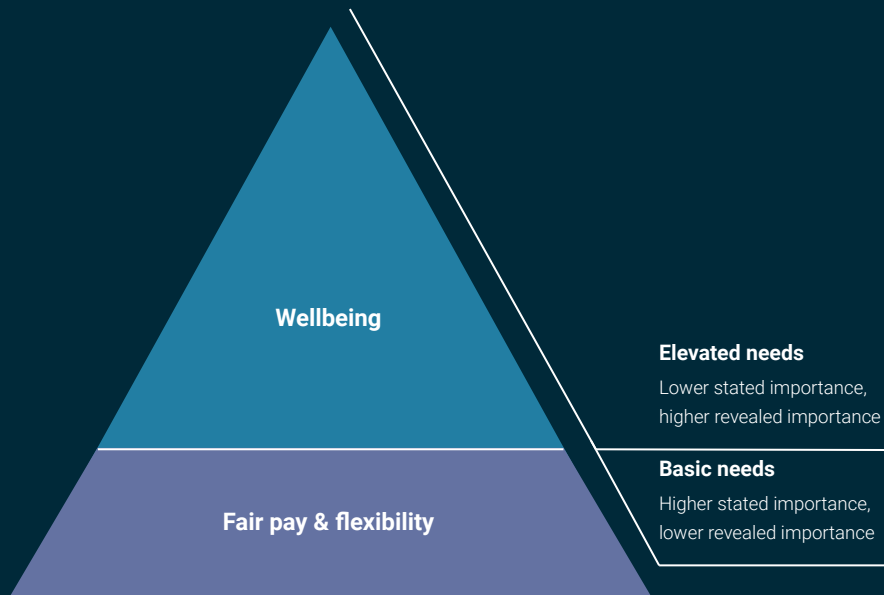 Wellbeing
Elevated needs
Lower stated importance,
higher revealed importance
Basic needs
Higher stated importance,
lower revealed importance
Fair pay & flexibility